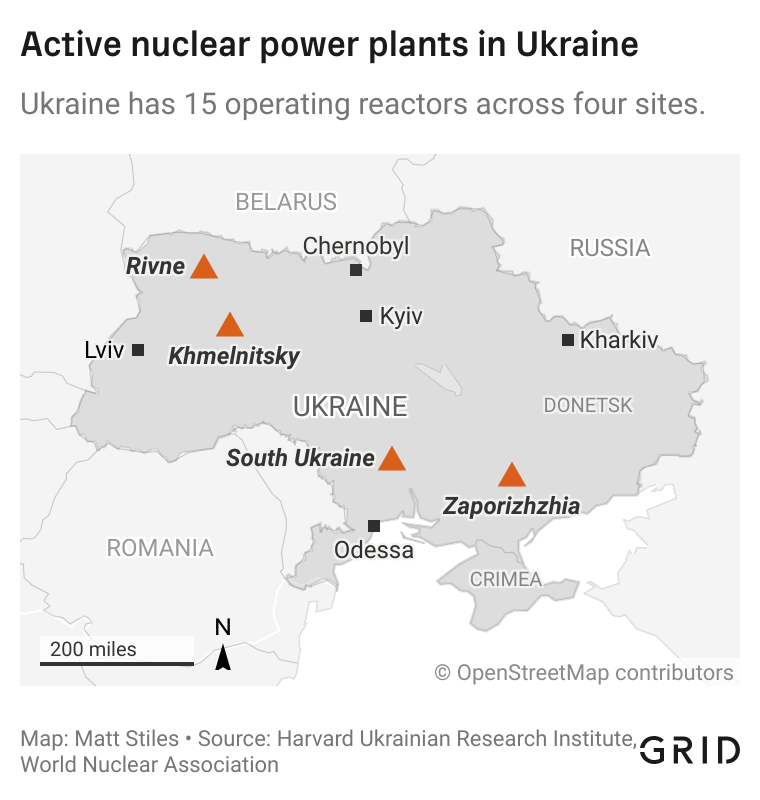 Active nuclear power plants in Ukraine
Ukraine has 15 operating reactors across four sites.
BELARUS
Chernobyl
RUSSIA
Rivne
Kyiv
Kharkiv
Lviv
Khmelnitsky
UKRAINE
DONETSK
South Ukraine
Zaporizhzhia
ROMANIA
Odessa
CRIMEA
N
200 miles
© OpenStreetMap contributors
Map: Matt Stiles • Source: Harvard Ukrainian Research Institute,
World Nuclear Association
GRID